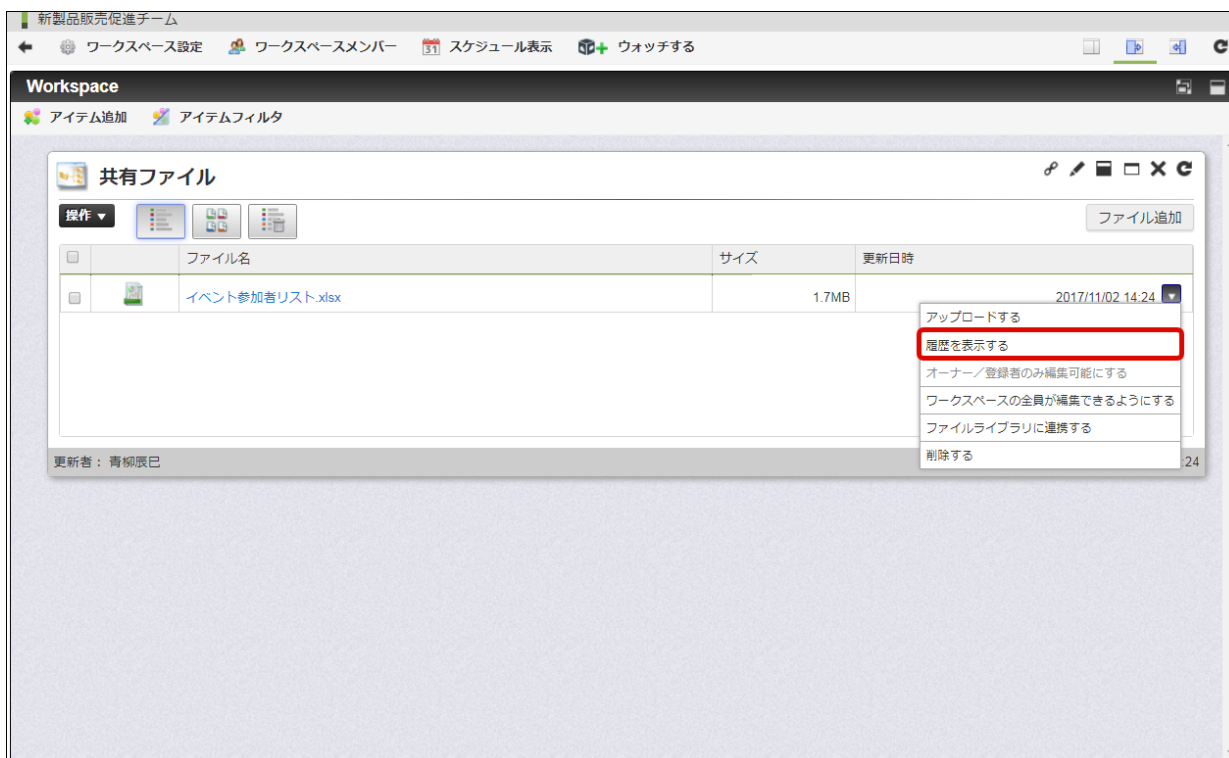 新製品販売促進チーム
ワークスペース設定 ワークスペースメンバー 31 スケジュール表示 ウォッチする
Workspace
アイテム追加 アイテムフィルタ
共有ファイル
操作 ▼ ファイル追加
ファイル名 サイズ 更新日時
イベント参加者リスト.xlsx 1.7MB 2017/11/02 14:24
アップロードする
履歴を表示する
オーナー／登録者のみ編集可能にする
ワークスペースの全員が編集できるようにする
ファイルライブラリに連携する
削除する
更新者： 青柳辰巳 :24